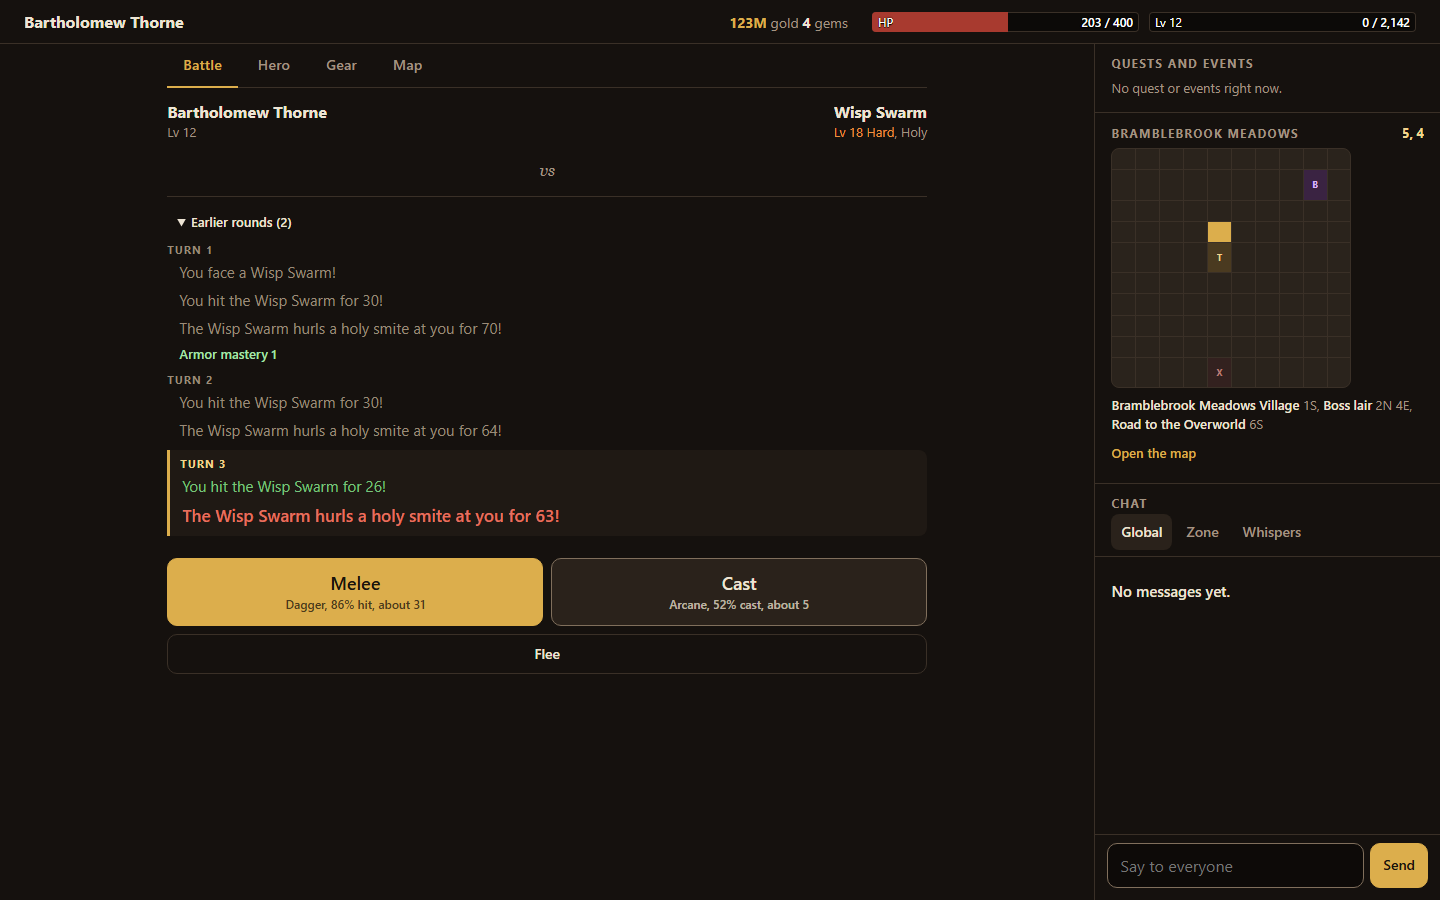 Bartholomew Thorne
123M gold 4 gems
HP 203 / 400
Lv 12 0 / 2,142
Battle Hero Gear Map
Bartholomew Thorne
Lv 12
Wisp Swarm
Lv 18 Hard, Holy
vs
▼ Earlier rounds (2)
TURN 1
You face a Wisp Swarm!
You hit the Wisp Swarm for 30!
The Wisp Swarm hurls a holy smite at you for 70!
Armor mastery 1
TURN 2
You hit the Wisp Swarm for 30!
The Wisp Swarm hurls a holy smite at you for 64!
TURN 3
You hit the Wisp Swarm for 26!
The Wisp Swarm hurls a holy smite at you for 63!
Melee
Dagger, 86% hit, about 31
Cast
Arcane, 52% cast, about 5
Flee
QUESTS AND EVENTS
No quest or events right now.
BRAMBLEBROOK MEADOWS 5, 4
B
T
X
Bramblebrook Meadows Village 1S, Boss lair 2N 4E,
Road to the Overworld 6S
Open the map
CHAT
Global Zone Whispers
No messages yet.
Say to everyone
Send